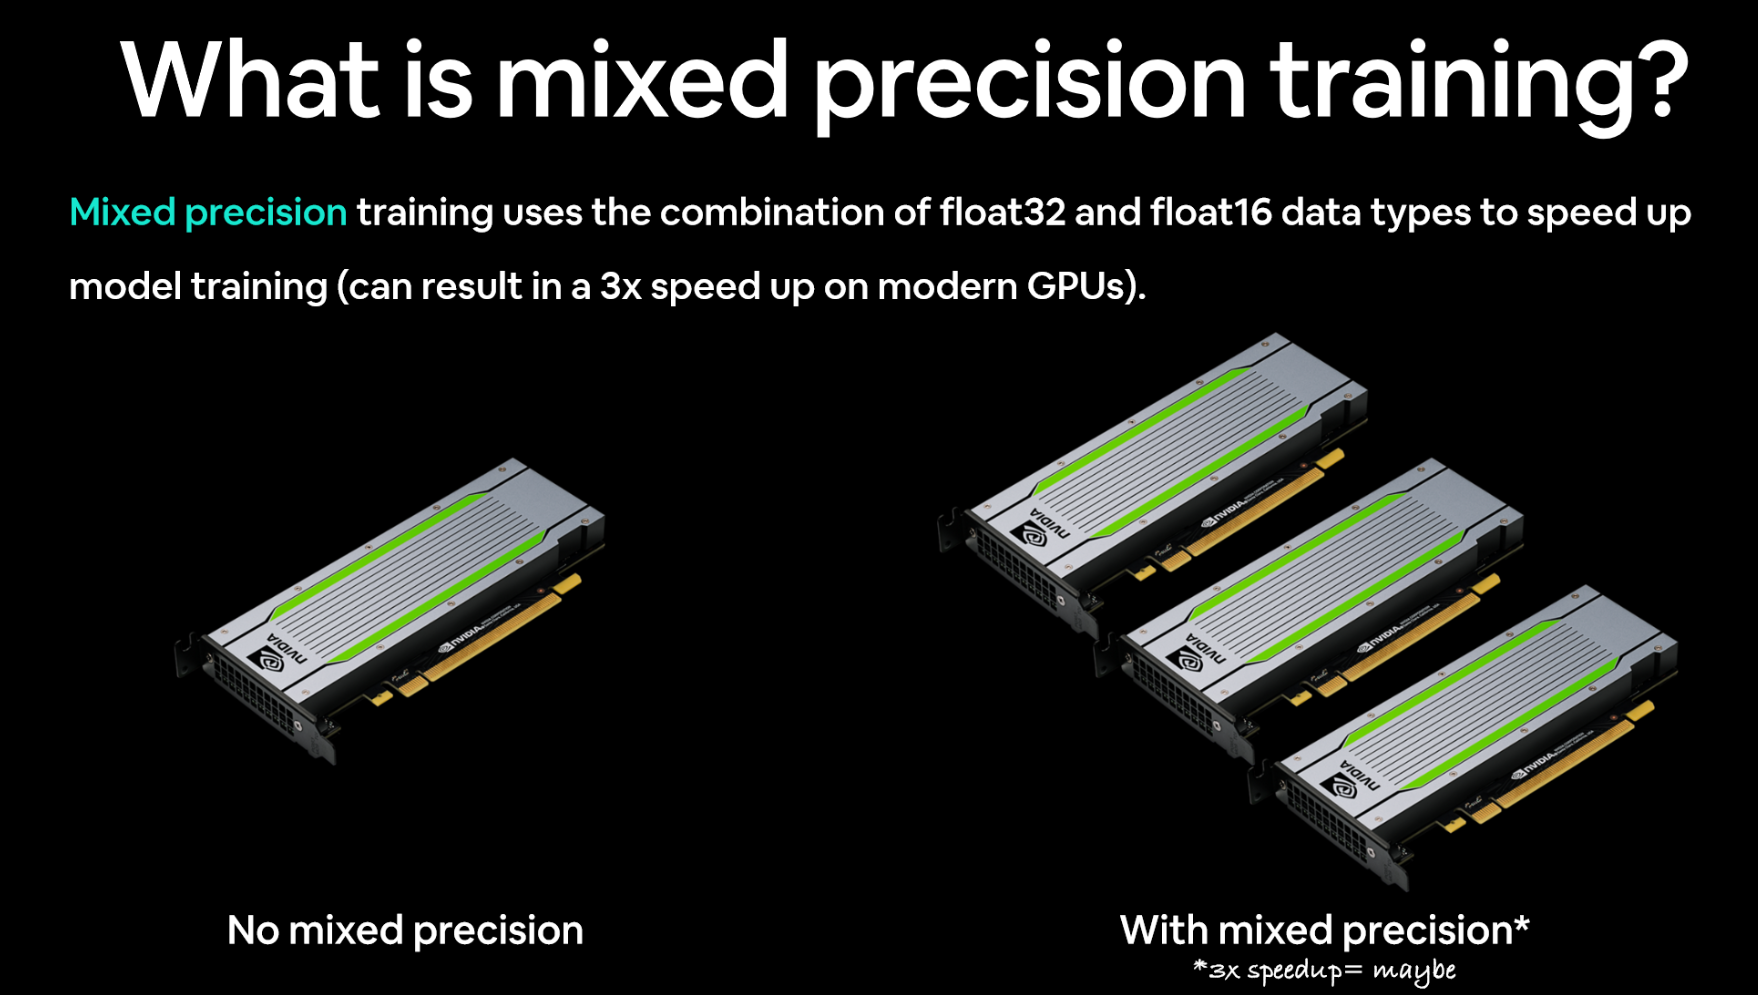 What is mixed precision training?
Mixed precision training uses the combination of float32 and float16 data types to speed up
model training (can result in a 3x speed up on modern GPUs).
NVIDIA
NVIDIA
NVIDIA
NVIDIA
NVIDIA
NVIDIA
NVIDIA
NVIDIA
No mixed precision
With mixed precision*
*3x speedup= maybe